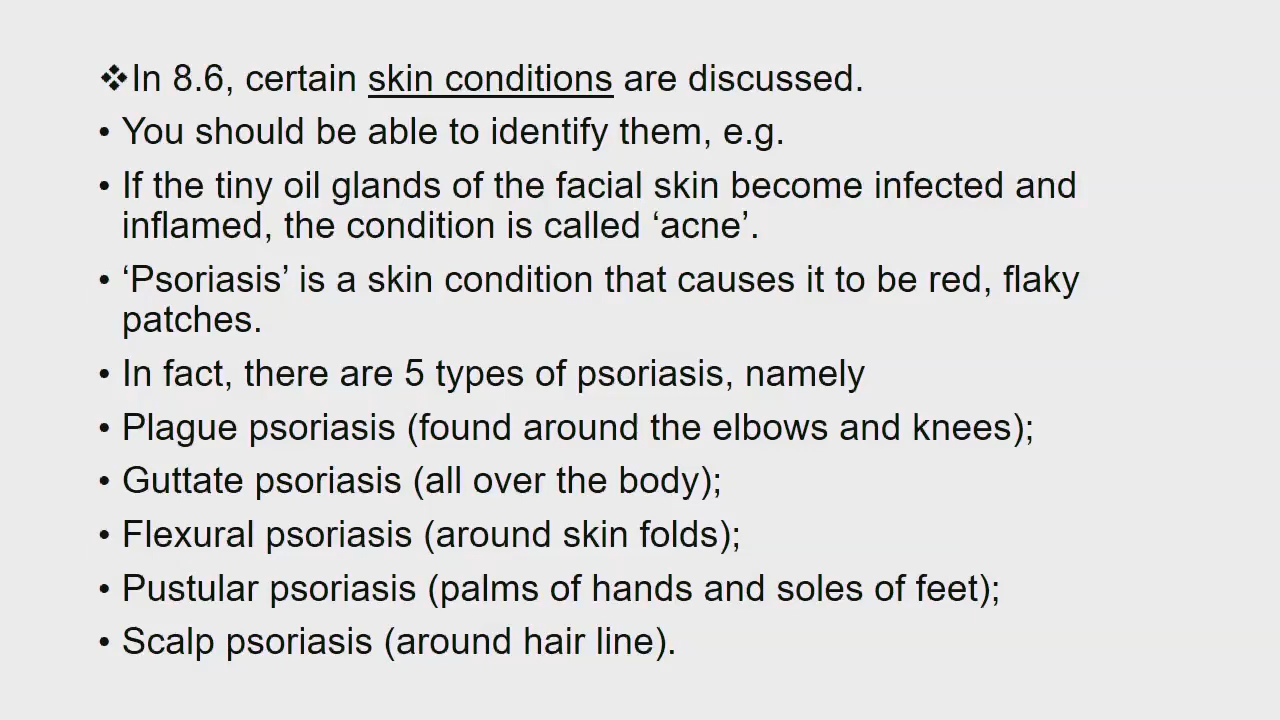 ❖In 8.6, certain skin conditions are discussed.
• You should be able to identify them, e.g.
• If the tiny oil glands of the facial skin become infected and
inflamed, the condition is called ‘acne’.
• ‘Psoriasis’ is a skin condition that causes it to be red, flaky
patches.
• In fact, there are 5 types of psoriasis, namely
• Plague psoriasis (found around the elbows and knees);
• Guttate psoriasis (all over the body);
• Flexural psoriasis (around skin folds);
• Pustular psoriasis (palms of hands and soles of feet);
• Scalp psoriasis (around hair line).